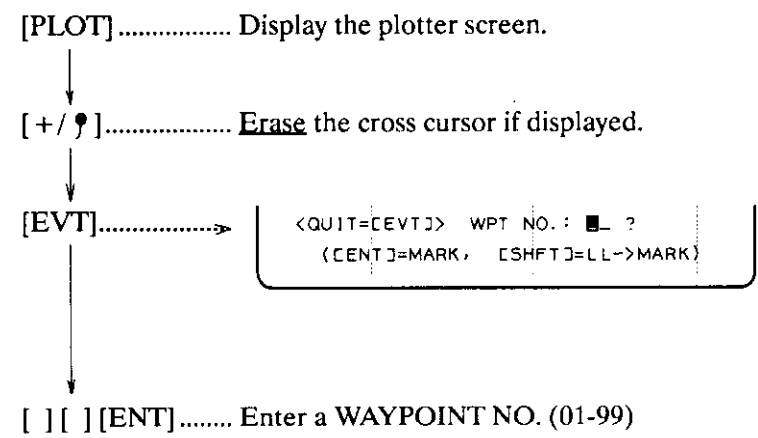 [PLOT] ................. Display the plotter screen.
[+/⚲] ................... Erase the cross cursor if displayed.
[EVT] ...................
<QUIT=[EVT]> WPT NO.: █_ ?
([ENT]=MARK, [SHFT]=LL->MARK)
[ ] [ ] [ENT] ........ Enter a WAYPOINT NO. (01-99)